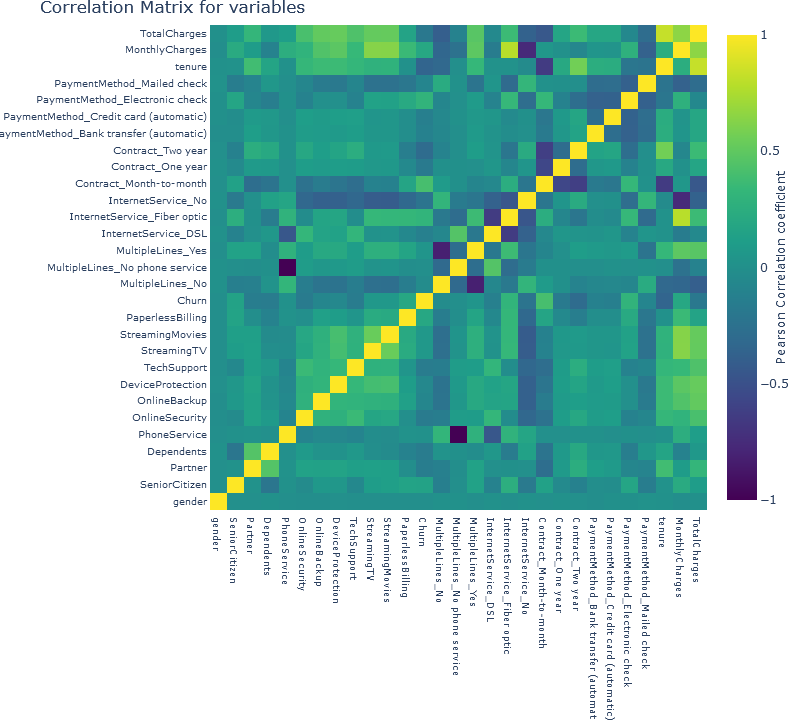 Correlation Matrix for variables
TotalCharges
MonthlyCharges
tenure
PaymentMethod_Mailed check
PaymentMethod_Electronic check
PaymentMethod_Credit card (automatic)
aymentMethod_Bank transfer (automatic)
Contract_Two year
Contract_One year
Contract_Month-to-month
InternetService_No
InternetService_Fiber optic
InternetService_DSL
MultipleLines_Yes
MultipleLines_No phone service
MultipleLines_No
Churn
PaperlessBilling
StreamingMovies
StreamingTV
TechSupport
DeviceProtection
OnlineBackup
OnlineSecurity
PhoneService
Dependents
Partner
SeniorCitizen
gender
gender
SeniorCitizen
Partner
Dependents
PhoneService
OnlineSecurity
OnlineBackup
DeviceProtection
TechSupport
StreamingTV
StreamingMovies
PaperlessBilling
Churn
MultipleLines_No
MultipleLines_No phone service
MultipleLines_Yes
InternetService_DSL
InternetService_Fiber optic
InternetService_No
Contract_Month-to-month
Contract_One year
Contract_Two year
PaymentMethod_Bank transfer (automat
PaymentMethod_Credit card (automatic)
PaymentMethod_Electronic check
PaymentMethod_Mailed check
tenure
MonthlyCharges
TotalCharges
1
0.5
0
−0.5
−1
Pearson Correlation coefficient